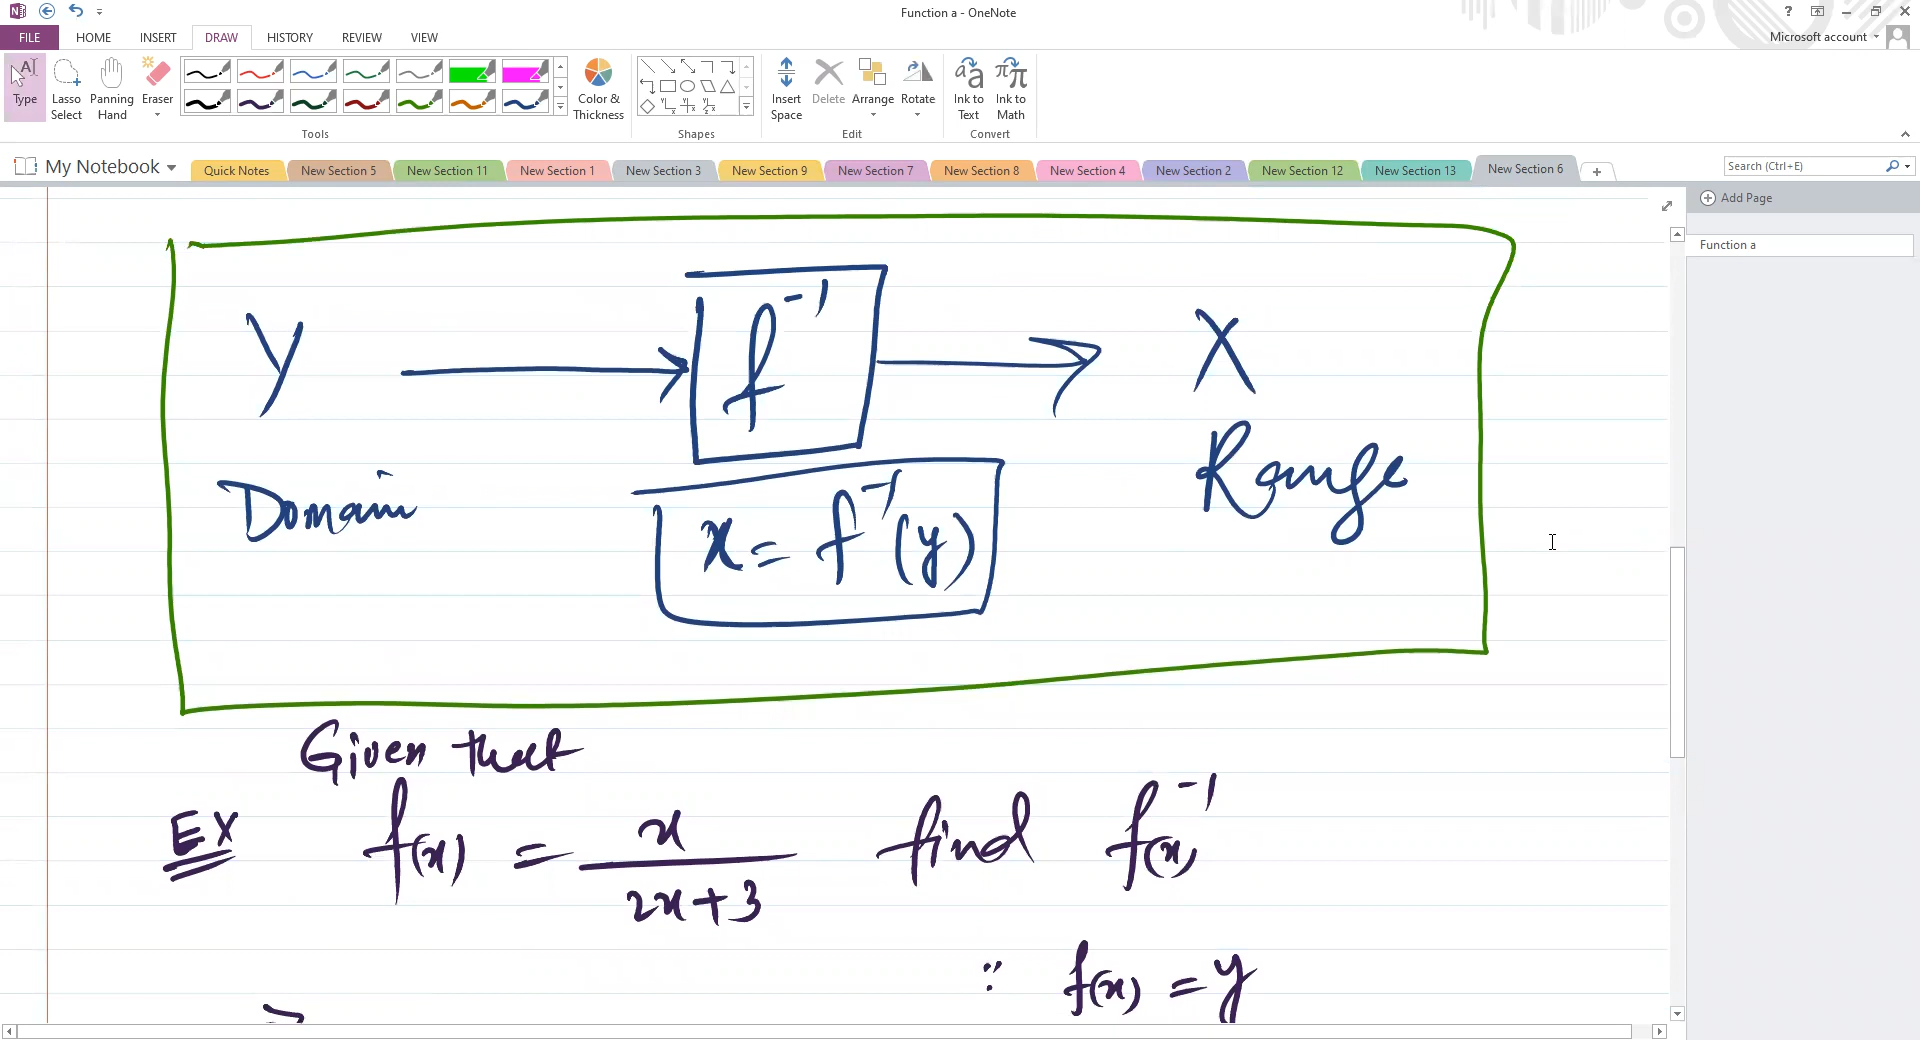 Function a - OneNote
FILE HOME INSERT DRAW HISTORY REVIEW VIEW
Microsoft account
Type Lasso Select Panning Hand Eraser Color & Thickness Insert Space Delete Arrange Rotate Ink to Text Ink to Math
Tools Shapes Edit Convert
My Notebook Quick Notes New Section 5 New Section 11 New Section 1 New Section 3 New Section 9 New Section 7 New Section 8 New Section 4 New Section 2 New Section 12 New Section 13 New Section 6 Search (Ctrl+E)
Add Page
Function a
Y → f⁻¹ → X
Domain Range
x = f⁻¹(y)
Given that
EX f(x) = x/(2x+3) find f⁻¹(x)
∵ f(x) = y